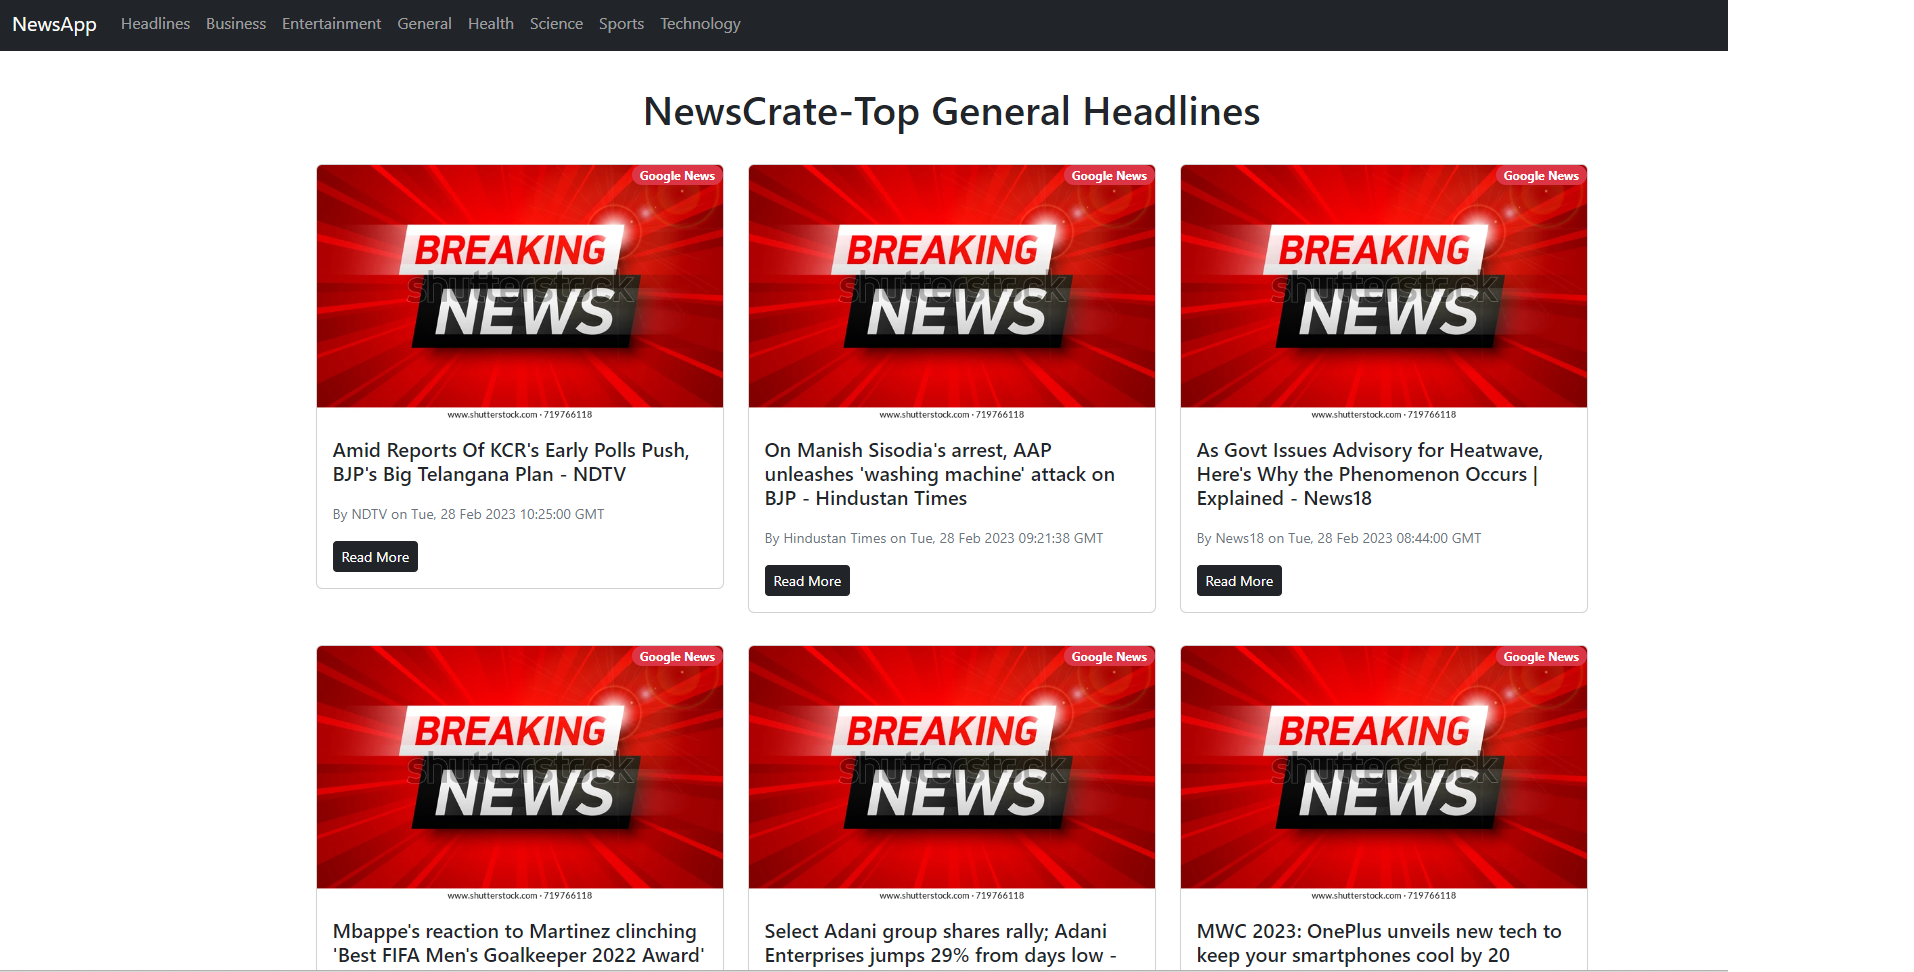 NewsApp Headlines Business Entertainment General Health Science Sports Technology
NewsCrate-Top General Headlines
Google News
BREAKING
shutterstock
NEWS
www.shutterstock.com · 719766118
Amid Reports Of KCR's Early Polls Push,
BJP's Big Telangana Plan - NDTV
By NDTV on Tue, 28 Feb 2023 10:25:00 GMT
Read More
Google News
BREAKING
shutterstock
NEWS
www.shutterstock.com · 719766118
On Manish Sisodia's arrest, AAP
unleashes 'washing machine' attack on
BJP - Hindustan Times
By Hindustan Times on Tue, 28 Feb 2023 09:21:38 GMT
Read More
Google News
BREAKING
shutterstock
NEWS
www.shutterstock.com · 719766118
As Govt Issues Advisory for Heatwave,
Here's Why the Phenomenon Occurs |
Explained - News18
By News18 on Tue, 28 Feb 2023 08:44:00 GMT
Read More
Google News
BREAKING
shutterstock
NEWS
www.shutterstock.com · 719766118
Mbappe's reaction to Martinez clinching
'Best FIFA Men's Goalkeeper 2022 Award'
Google News
BREAKING
shutterstock
NEWS
www.shutterstock.com · 719766118
Select Adani group shares rally; Adani
Enterprises jumps 29% from days low -
Google News
BREAKING
shutterstock
NEWS
www.shutterstock.com · 719766118
MWC 2023: OnePlus unveils new tech to
keep your smartphones cool by 20